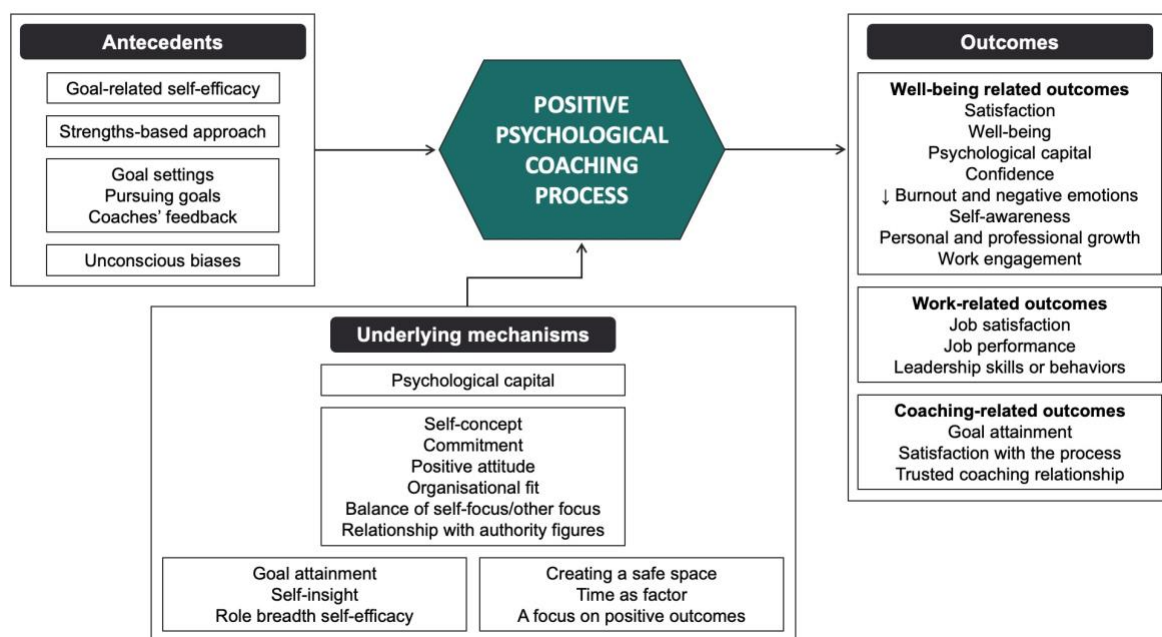 Antecedents
Goal-related self-efficacy
Strengths-based approach
Goal settings
Pursuing goals
Coaches’ feedback
Unconscious biases
POSITIVE
PSYCHOLOGICAL
COACHING
PROCESS
Underlying mechanisms
Psychological capital
Self-concept
Commitment
Positive attitude
Organisational fit
Balance of self-focus/other focus
Relationship with authority figures
Goal attainment
Self-insight
Role breadth self-efficacy
Creating a safe space
Time as factor
A focus on positive outcomes
Outcomes
Well-being related outcomes
Satisfaction
Well-being
Psychological capital
Confidence
↓ Burnout and negative emotions
Self-awareness
Personal and professional growth
Work engagement
Work-related outcomes
Job satisfaction
Job performance
Leadership skills or behaviors
Coaching-related outcomes
Goal attainment
Satisfaction with the process
Trusted coaching relationship